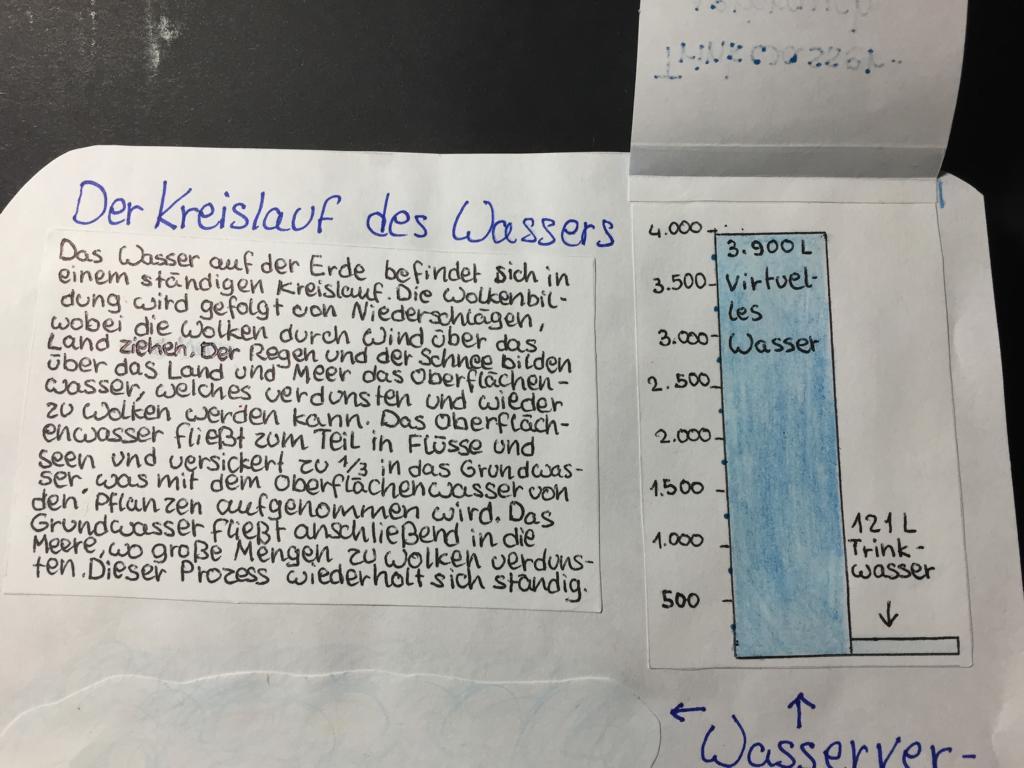 Trinkwasser-
Der Kreislauf des Wassers
Das Wasser auf der Erde befindet sich in
einem ständigen Kreislauf. Die Wolkenbil-
dung wird gefolgt von Niederschlägen,
wobei die Wolken durch Wind über das
Land ziehen. Der Regen und der Schnee bilden
über das Land und Meer das Oberflächen-
wasser, welches verdunsten und wieder
zu Wolken werden kann. Das Oberfläch-
enwasser fließt zum Teil in Flüsse und
Seen und versickert zu 1/3 in das Grundwas-
ser, was mit dem Oberflächenwasser von
den Pflanzen aufgenommen wird. Das
Grundwasser fließt anschließend in die
Meere, wo große Mengen zu Wolken verduns-
ten. Dieser Prozess wiederholt sich ständig.
4.000
3.500
3.000
2.500
2.000
1.500
1.000
500
3.900 L
Virtuel-
les
Wasser
121 L
Trink-
wasser
Wasserver-